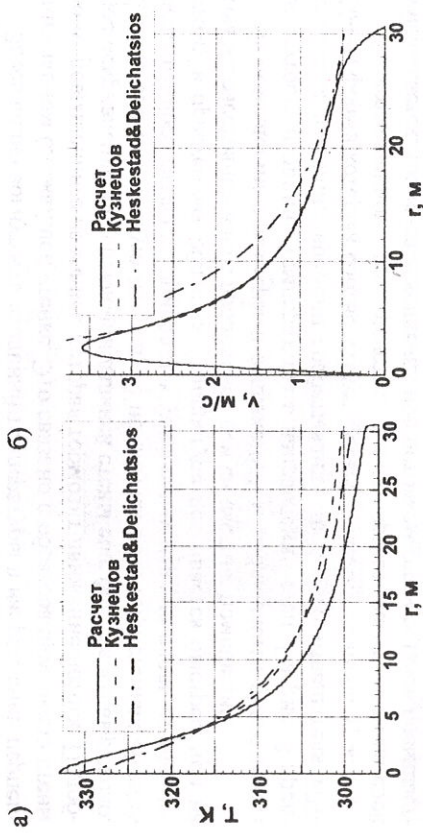 а)
Расчет
Кузнецов
Heskestad&Delichatsios
330
320
310
300
T, К
0
5
10
15
20
25
30
r, м
б)
Расчет
Кузнецов
Heskestad&Delichatsios
3
2
1
0
v, м/с
0
10
20
30
r, м